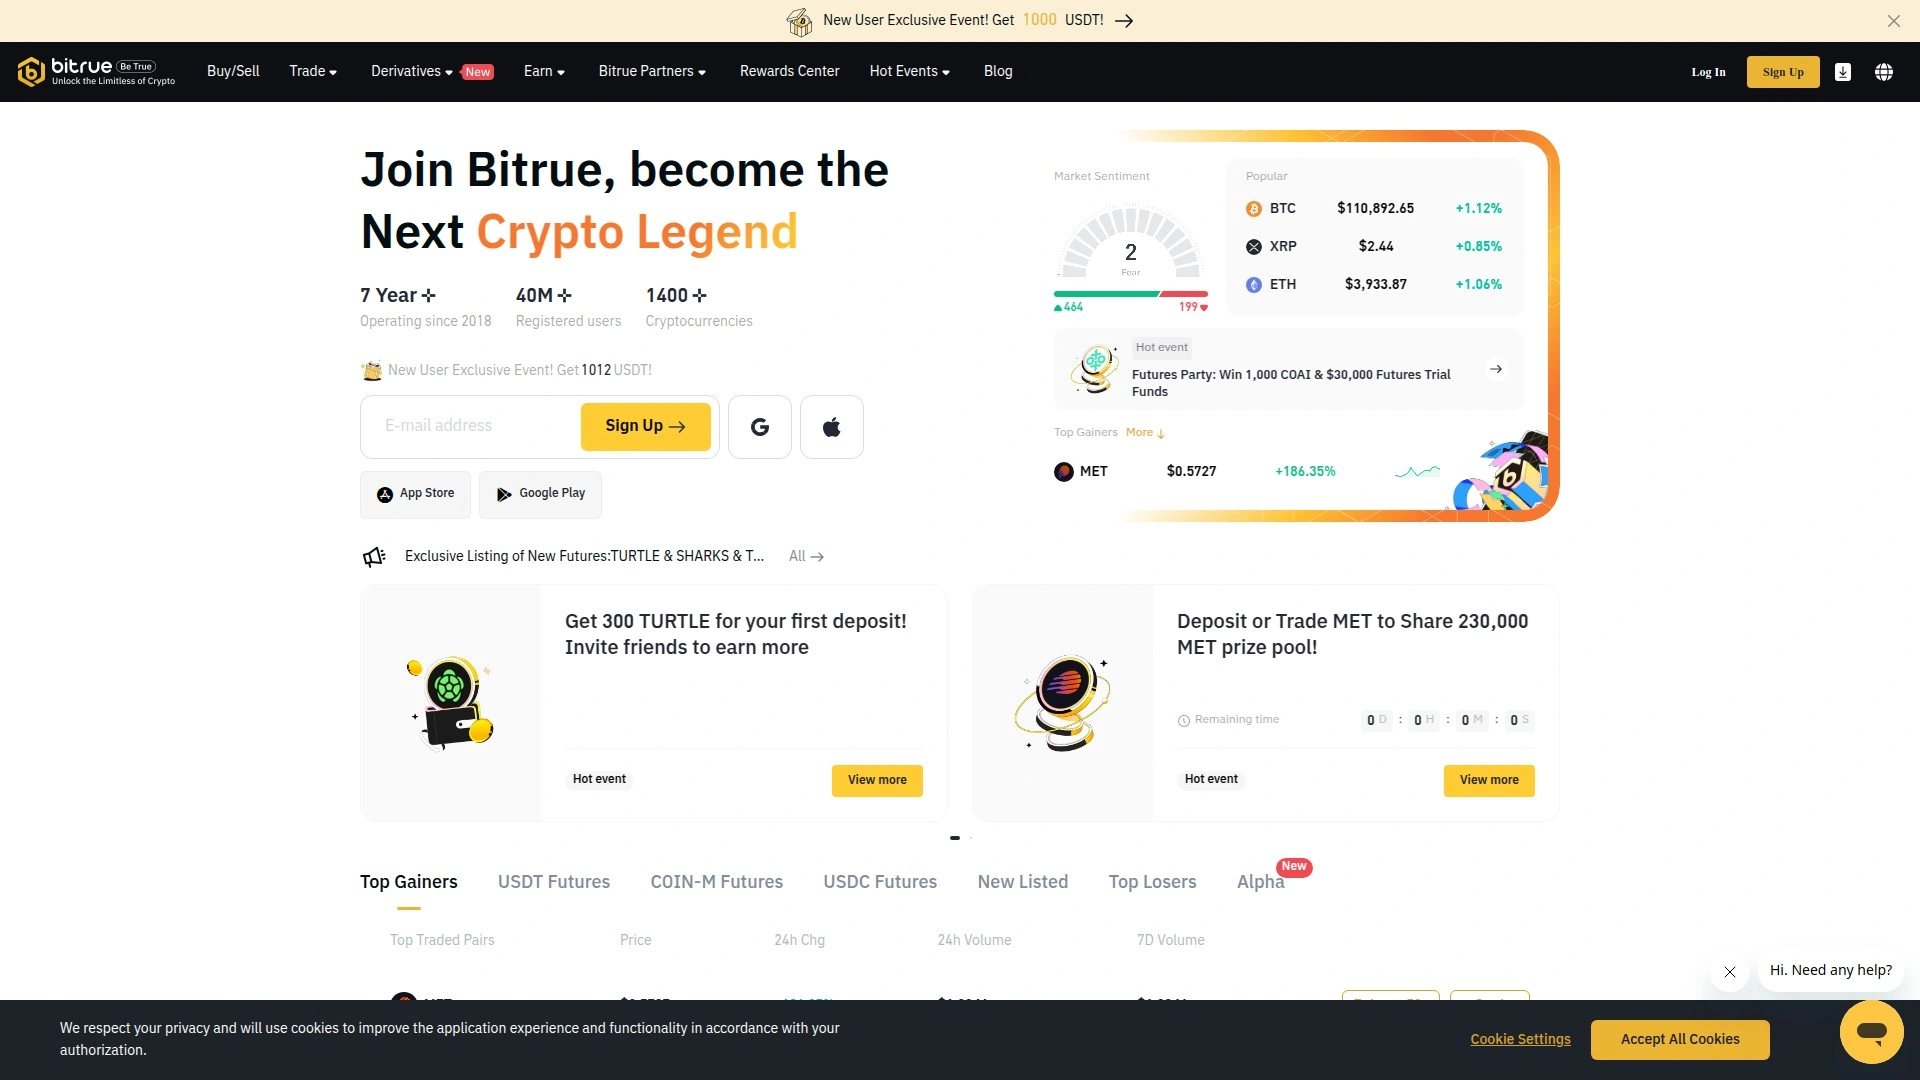 New User Exclusive Event! Get 1000 USDT!
bitrue Be True
Unlock the Limitless of Crypto
Buy/Sell Trade Derivatives New Earn Bitrue Partners Rewards Center Hot Events Blog
Log In Sign Up
Join Bitrue, become the
Next Crypto Legend
7 Year 40M 1400
Operating since 2018 Registered users Cryptocurrencies
New User Exclusive Event! Get 1012 USDT!
E-mail address Sign Up
App Store Google Play
Market Sentiment
2
Fear
464 199
Popular
BTC $110,892.65 +1.12%
XRP $2.44 +0.85%
ETH $3,933.87 +1.06%
Hot event
Futures Party: Win 1,000 COAI & $30,000 Futures Trial
Funds
Top Gainers More
MET $0.5727 +186.35%
Exclusive Listing of New Futures:TURTLE & SHARKS & T... All
Get 300 TURTLE for your first deposit!
Invite friends to earn more
Hot event View more
Deposit or Trade MET to Share 230,000
MET prize pool!
Remaining time 0 D : 0 H : 0 M : 0 S
Hot event View more
Top Gainers USDT Futures COIN-M Futures USDC Futures New Listed Top Losers Alpha New
Top Traded Pairs Price 24h Chg 24h Volume 7D Volume
Hi. Need any help?
We respect your privacy and will use cookies to improve the application experience and functionality in accordance with your
authorization.
Cookie Settings Accept All Cookies